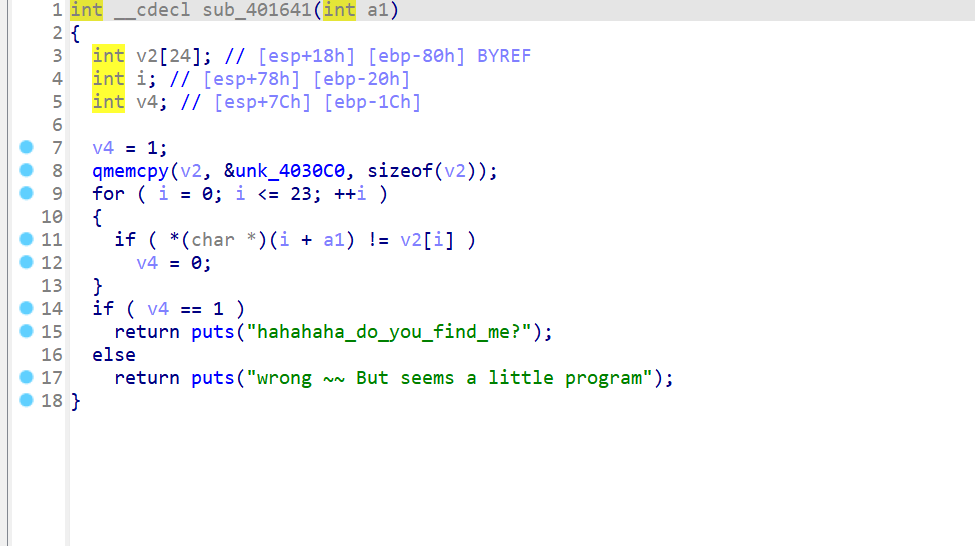 1 int __cdecl sub_401641(int a1)
2 {
3   int v2[24]; // [esp+18h] [ebp-80h] BYREF
4   int i; // [esp+78h] [ebp-20h]
5   int v4; // [esp+7Ch] [ebp-1Ch]
6
7   v4 = 1;
8   qmemcpy(v2, &unk_4030C0, sizeof(v2));
9   for ( i = 0; i <= 23; ++i )
10   {
11     if ( *(char *)(i + a1) != v2[i] )
12       v4 = 0;
13   }
14   if ( v4 == 1 )
15     return puts("hahahaha_do_you_find_me?");
16   else
17     return puts("wrong ~~ But seems a little program");
18 }